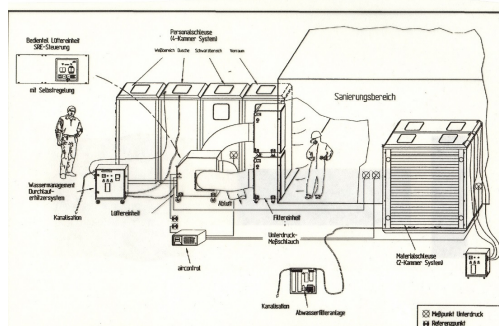 Bedienteil Lüftereinheit
SRE-Steuerung
mit Selbstregelung
Personalschleuse
(4-Kammer System)
Weißbereich Dusche Schwarzbereich Vorraum
Sanierungsbereich
Wassermanagement
Durchlauf-
erhitzersystem
Kanalisation
Lüftereinheit
Abluft
Filtereinheit
Unterdruck-
Meßschlauch
aircontrol
Materialschleuse
(2-Kammer System)
Kanalisation
Abwasserfilteranlage
Meßpunkt Unterdruck
Referenzpunkt